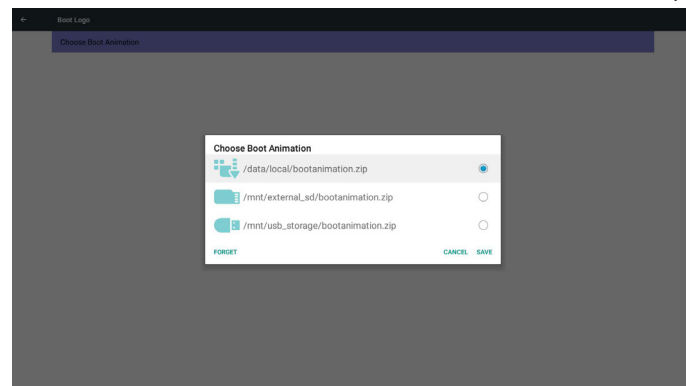 Boot Logo
Choose Boot Animation
Choose Boot Animation
/data/local/bootanimation.zip
/mnt/external_sd/bootanimation.zip
/mnt/usb_storage/bootanimation.zip
FORGET CANCEL SAVE